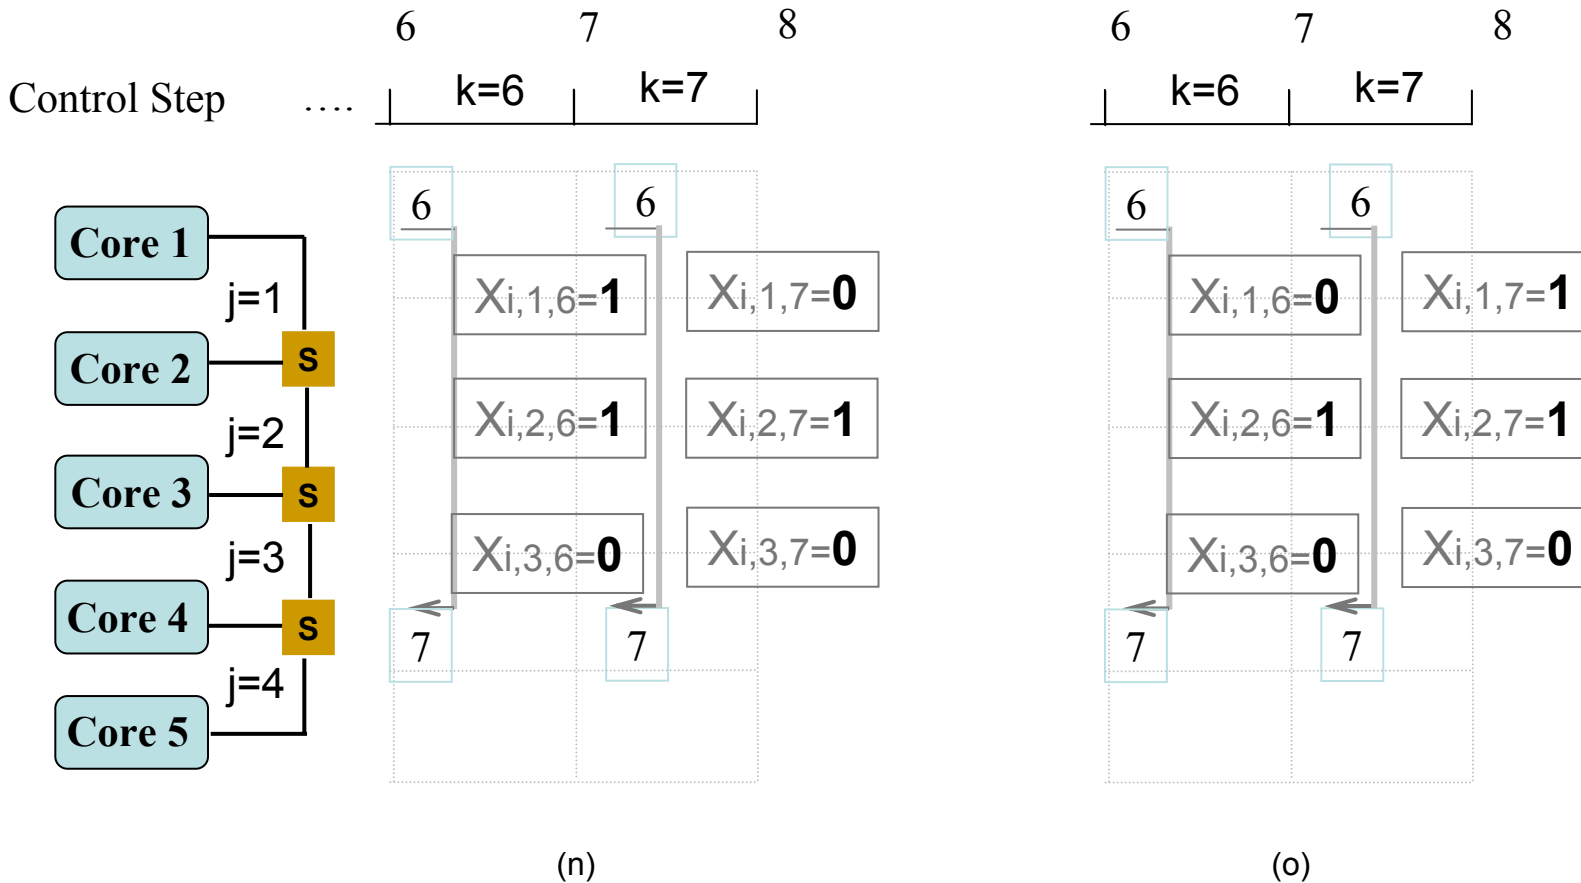 6 7 8 6 7 8
Control Step .... k=6 k=7 k=6 k=7
6 6 6 6
Core 1
j=1 Xi,1,6=1 Xi,1,7=0 Xi,1,6=0 Xi,1,7=1
Core 2 S
j=2 Xi,2,6=1 Xi,2,7=1 Xi,2,6=1 Xi,2,7=1
Core 3 S
j=3 Xi,3,6=0 Xi,3,7=0 Xi,3,6=0 Xi,3,7=0
Core 4 S
7 7 7 7
j=4
Core 5
(n) (o)